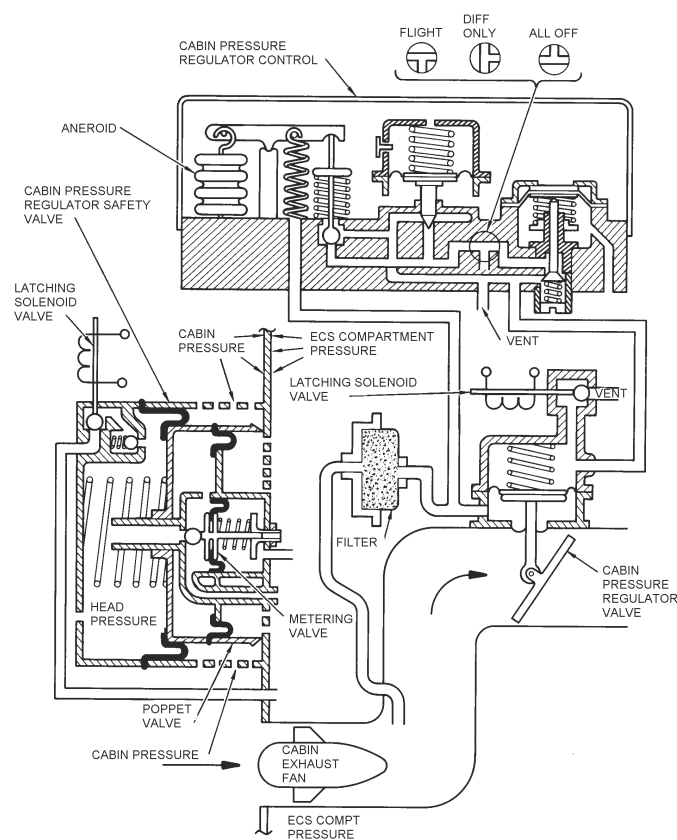 FLIGHT
DIFF
ONLY
ALL OFF
CABIN PRESSURE
REGULATOR CONTROL
ANEROID
CABIN PRESSURE
REGULATOR SAFETY
VALVE
LATCHING
SOLENOID
VALVE
CABIN
PRESSURE
ECS COMPARTMENT
PRESSURE
VENT
LATCHING SOLENOID
VALVE
VENT
FILTER
CABIN
PRESSURE
REGULATOR
VALVE
HEAD
PRESSURE
METERING
VALVE
POPPET
VALVE
CABIN PRESSURE
CABIN
EXHAUST
FAN
ECS COMPT
PRESSURE